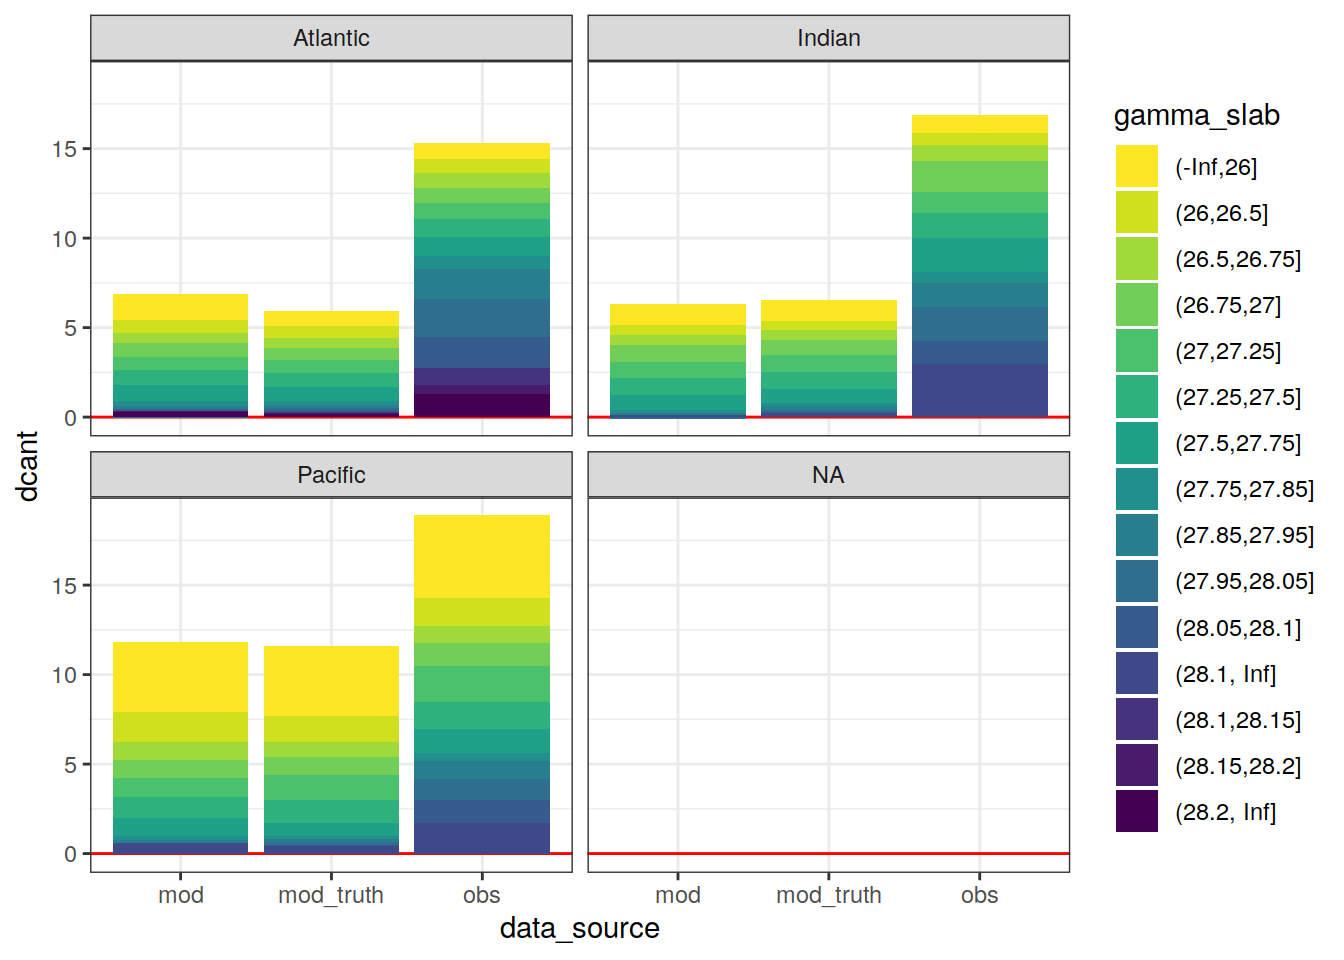 Atlantic
Indian
15
10
5
0
Pacific
NA
15
10
5
0
mod
mod_truth
obs
mod
mod_truth
obs
data_source
dcant
gamma_slab
(-Inf,26]
(26,26.5]
(26.5,26.75]
(26.75,27]
(27,27.25]
(27.25,27.5]
(27.5,27.75]
(27.75,27.85]
(27.85,27.95]
(27.95,28.05]
(28.05,28.1]
(28.1, Inf]
(28.1,28.15]
(28.15,28.2]
(28.2, Inf]